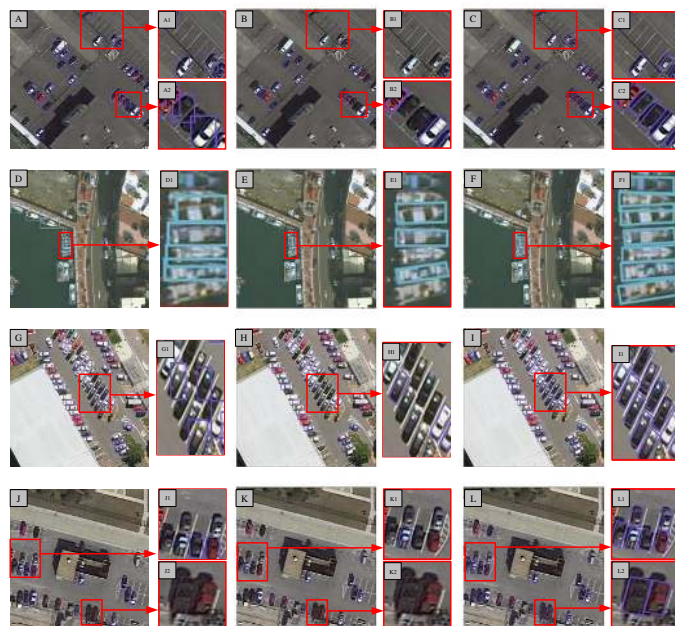 A A1 B B1 C C1
A2 B2 C2
D D1 E E1 F F1
G G1 H H1 I I1
J J1 K K1 L L1
J2 K2 L2